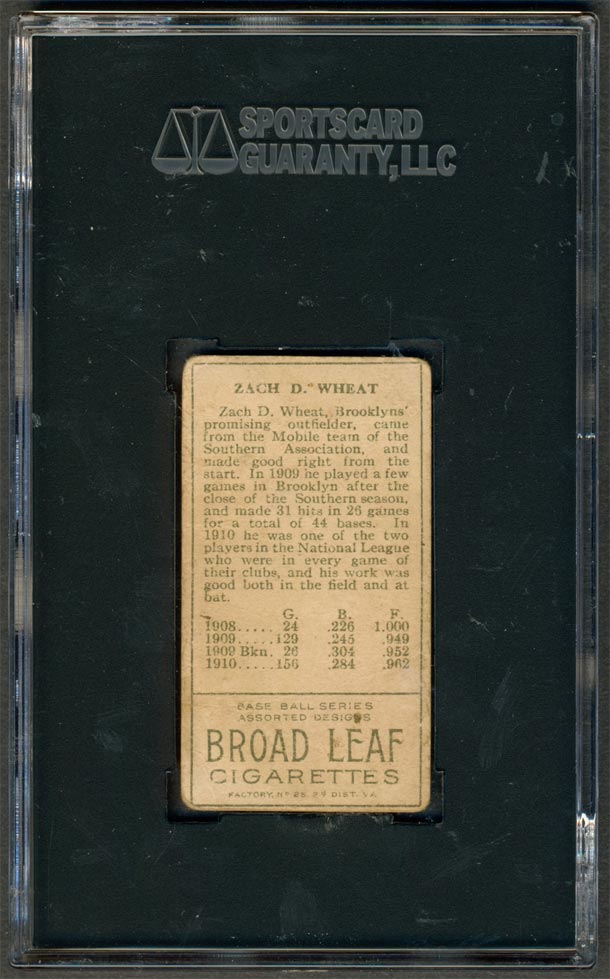 SPORTSCARD
GUARANTY, LLC
ZACH D. WHEAT
Zach D. Wheat, Brooklyns'
promising outfielder, came
from the Mobile team of the
Southern Association, and
made good right from the
start. In 1909 he played a few
games in Brooklyn after the
close of the Southern season,
and made 31 hits in 26 games
for a total of 44 bases. In
1910 he was one of the two
players in the National League
who were in every game of
their clubs, and his work was
good both in the field and at
bat.
G. B. F.
1908..... 24 .226 1.000
1909.....129 .245 .949
1909 Bkn. 26 .304 .952
1910.....156 .284 .962
BASE BALL SERIES
ASSORTED DESIGNS
BROAD LEAF
CIGARETTES
FACTORY, Nº 25, 2ᴰ DIST. VA.